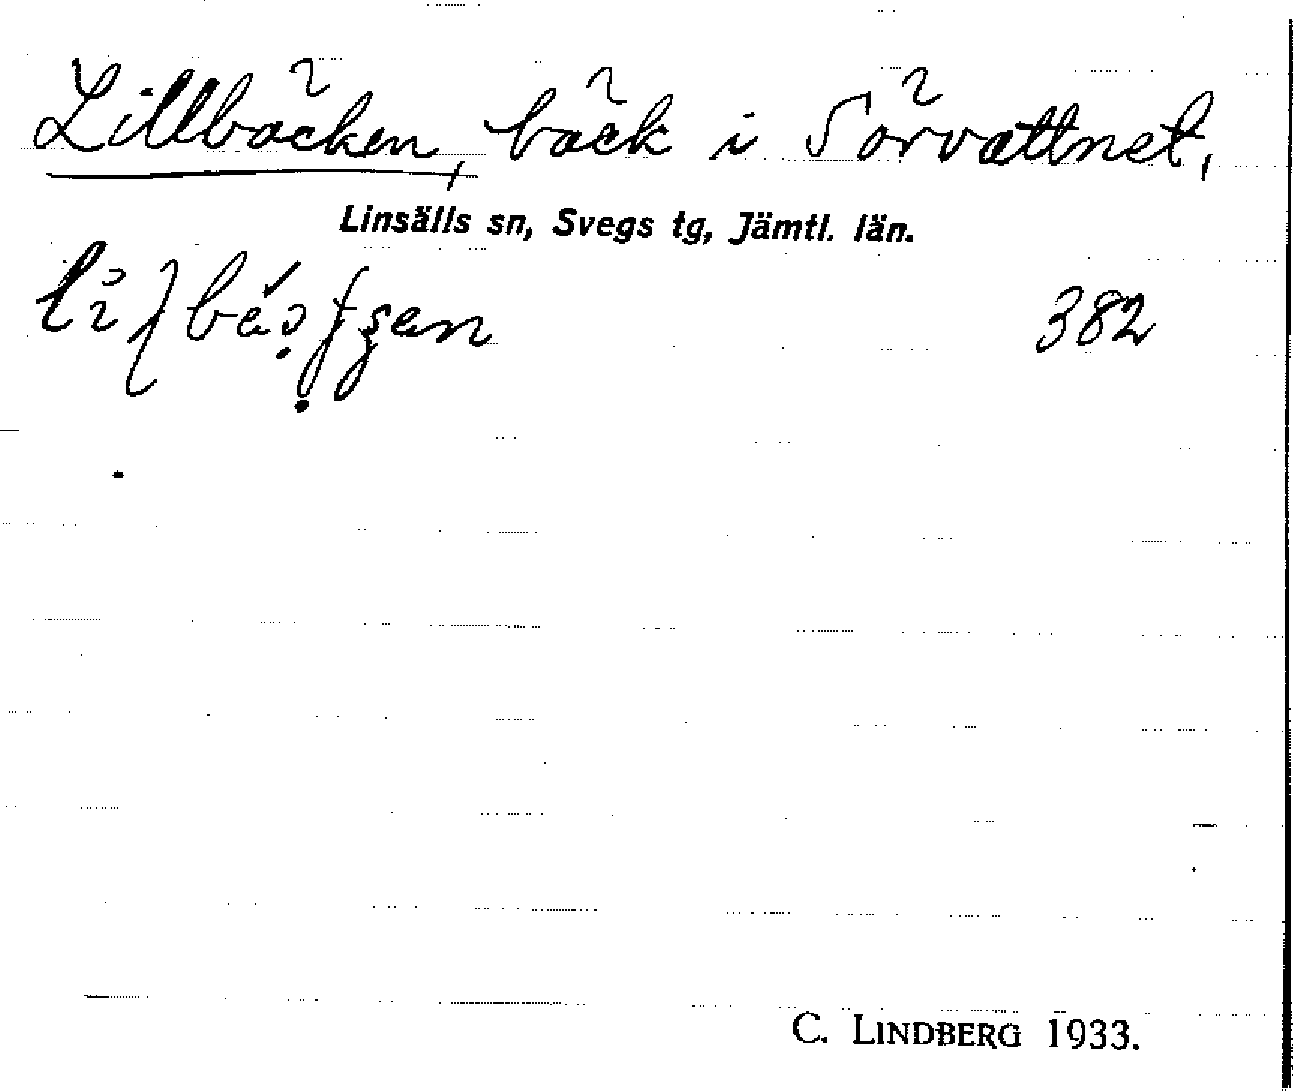 Lillbäcken, bäck i Sörvattnet,
Linsälls sn, Svegs tg, Jämtl. län.
382
C. LINDBERG 1933.